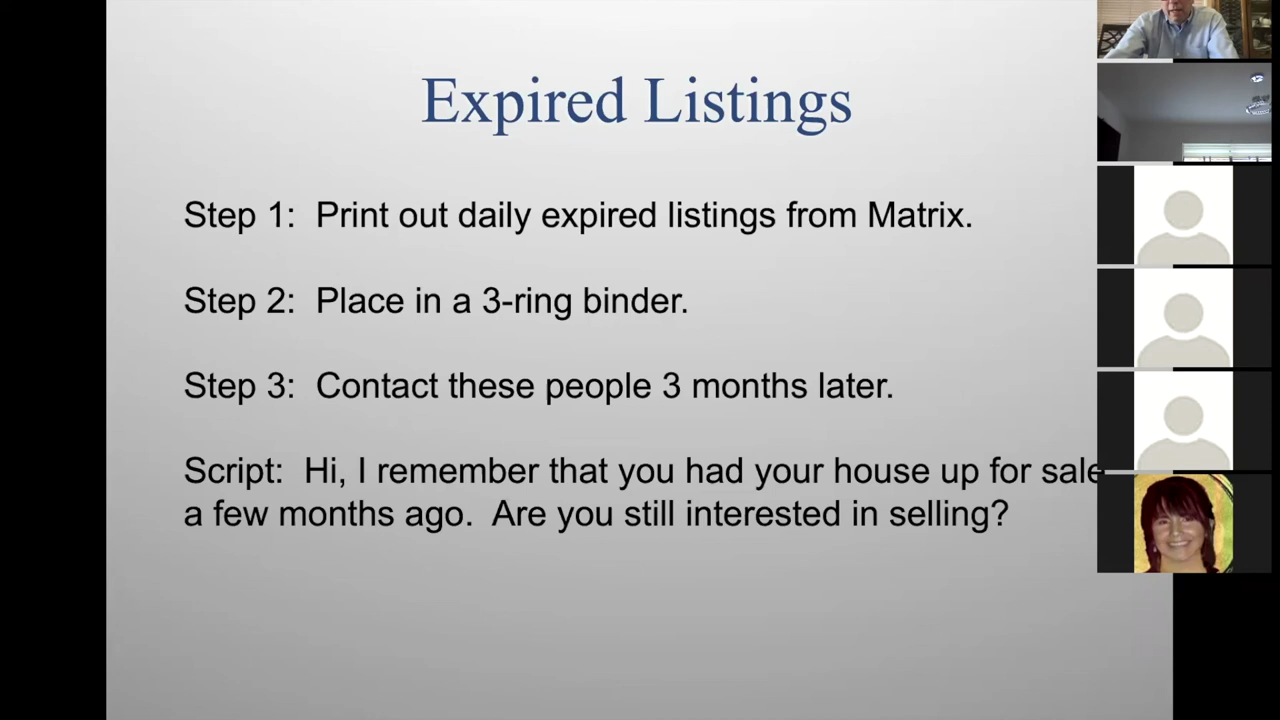 Expired Listings
Step 1:  Print out daily expired listings from Matrix.
Step 2:  Place in a 3-ring binder.
Step 3:  Contact these people 3 months later.
Script:  Hi, I remember that you had your house up for sale
a few months ago.  Are you still interested in selling?